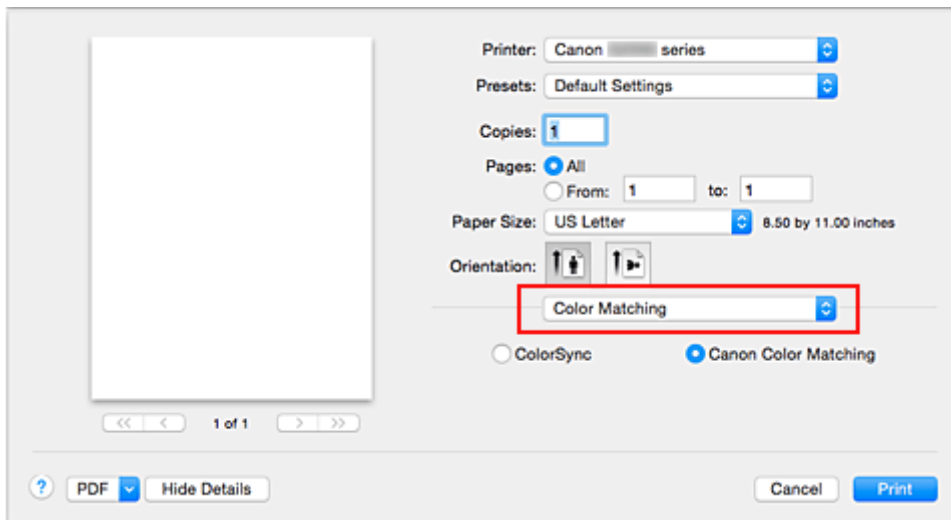 Printer: Canon series
Presets: Default Settings
Copies: 1
Pages: All
From: 1 to: 1
Paper Size: US Letter 8.50 by 11.00 inches
Orientation:
Color Matching
ColorSync Canon Color Matching
<< < 1 of 1 > >>
? PDF Hide Details Cancel Print